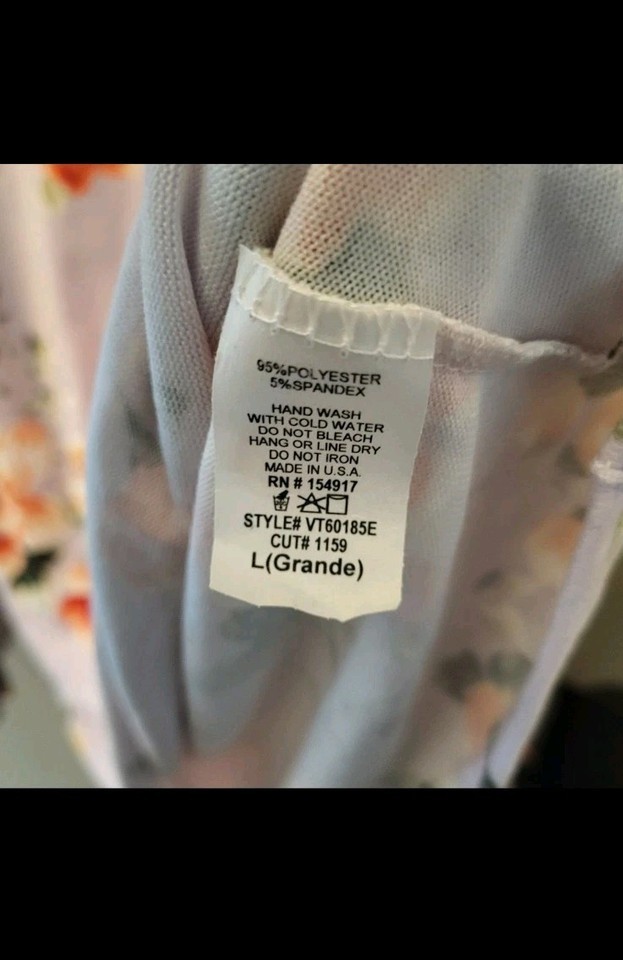 95%POLYESTER
5%SPANDEX
HAND WASH
WITH COLD WATER
DO NOT BLEACH
HANG OR LINE DRY
DO NOT IRON
MADE IN U.S.A.
RN # 154917
STYLE# VT60185E
CUT# 1159
L(Grande)